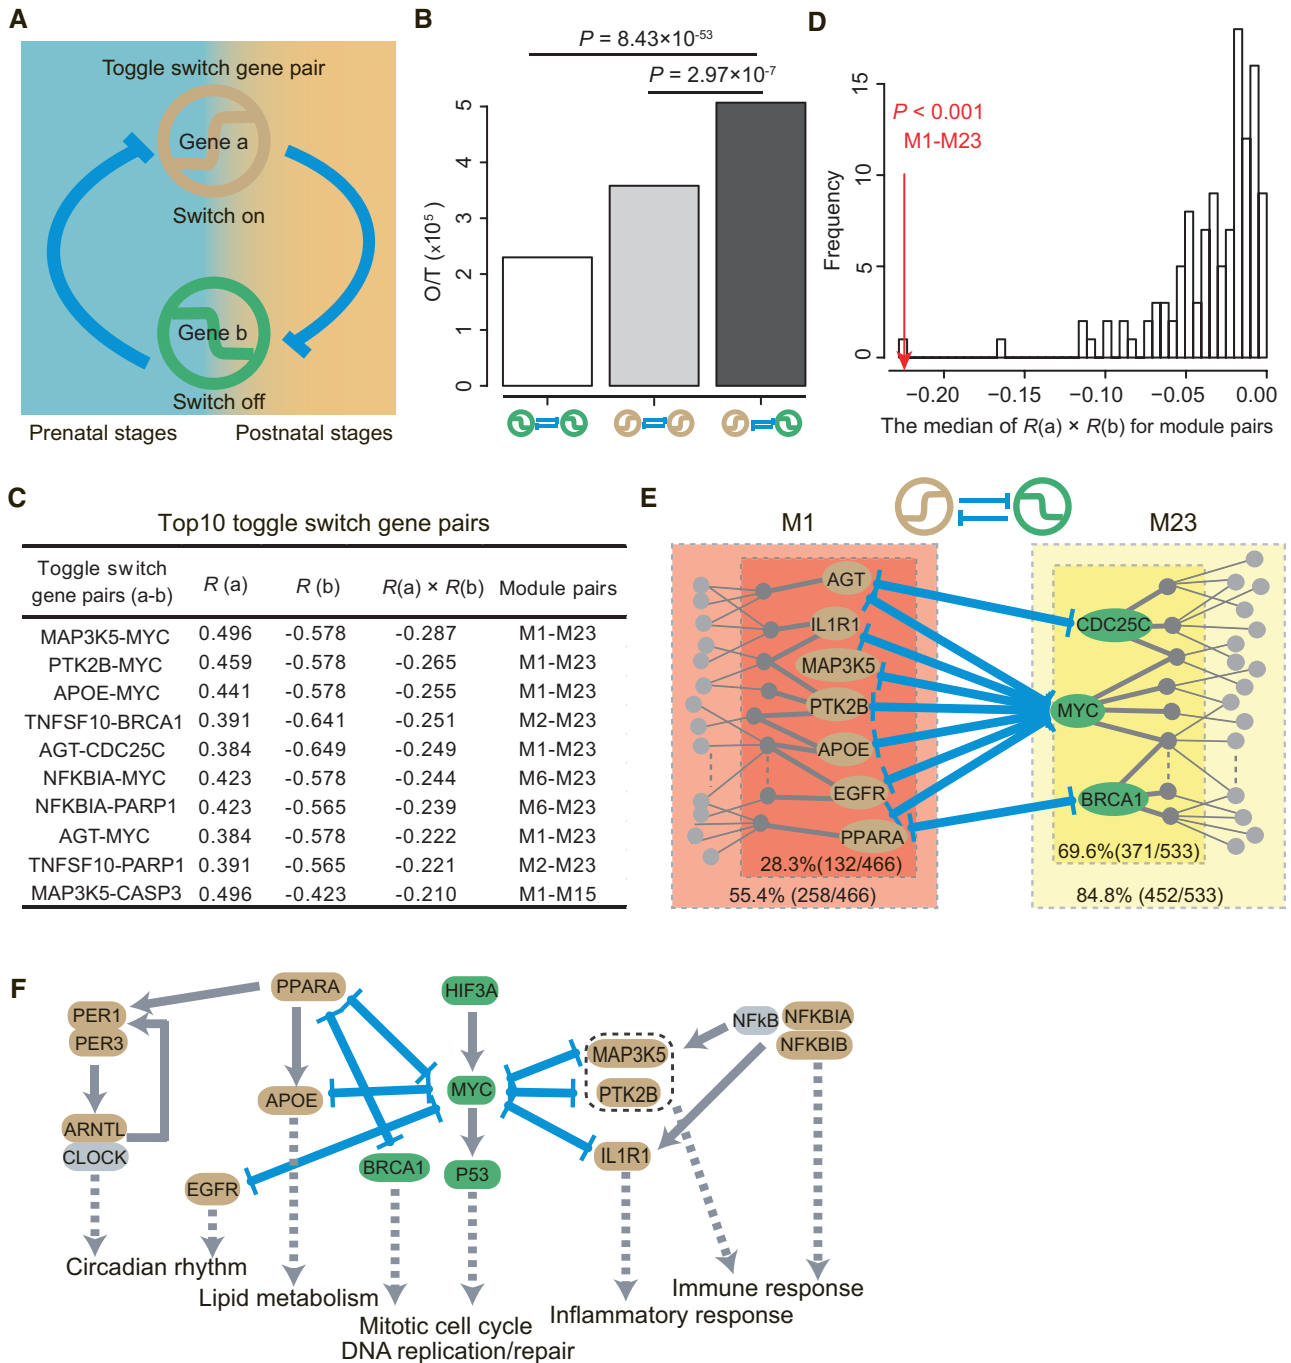 A
Toggle switch gene pair
Gene a
Switch on
Gene b
Switch off
Prenatal stages
Postnatal stages
B
P = 8.43×10-53
P = 2.97×10-7
O/T (×105)
5
4
3
2
1
0
D
P < 0.001
M1-M23
Frequency
15
10
5
0
−0.20 −0.15 −0.10 −0.05 0.00
The median of R(a) × R(b) for module pairs
C
Top10 toggle switch gene pairs
Toggle switch gene pairs (a-b) R (a) R (b) R(a) × R(b) Module pairs
MAP3K5-MYC 0.496 -0.578 -0.287 M1-M23
PTK2B-MYC 0.459 -0.578 -0.265 M1-M23
APOE-MYC 0.441 -0.578 -0.255 M1-M23
TNFSF10-BRCA1 0.391 -0.641 -0.251 M2-M23
AGT-CDC25C 0.384 -0.649 -0.249 M1-M23
NFKBIA-MYC 0.423 -0.578 -0.244 M6-M23
NFKBIA-PARP1 0.423 -0.565 -0.239 M6-M23
AGT-MYC 0.384 -0.578 -0.222 M1-M23
TNFSF10-PARP1 0.391 -0.565 -0.221 M2-M23
MAP3K5-CASP3 0.496 -0.423 -0.210 M1-M15
E
M1
M23
AGT
IL1R1
MAP3K5
PTK2B
APOE
EGFR
PPARA
28.3%(132/466)
55.4% (258/466)
CDC25C
MYC
BRCA1
69.6%(371/533)
84.8% (452/533)
F
PER1
PER3
ARNTL
CLOCK
PPARA
APOE
EGFR
BRCA1
HIF3A
MYC
P53
MAP3K5
PTK2B
IL1R1
NFkB
NFKBIA
NFKBIB
Circadian rhythm
Lipid metabolism
Mitotic cell cycle
DNA replication/repair
Inflammatory response
Immune response